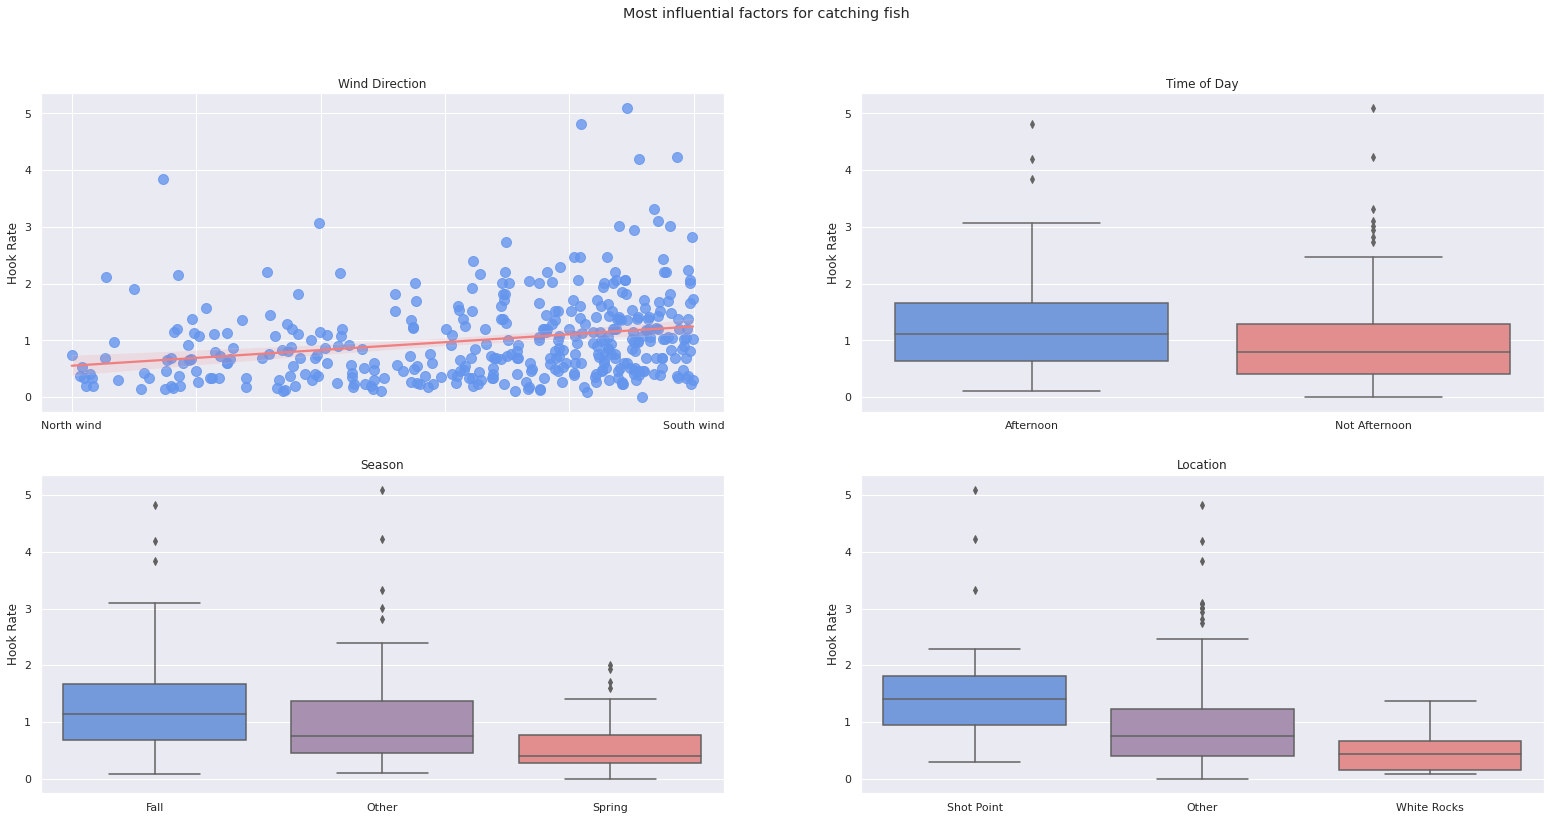 Most influential factors for catching fish
Wind Direction
Hook Rate
5
4
3
2
1
0
North wind South wind
Time of Day
Hook Rate
5
4
3
2
1
0
Afternoon Not Afternoon
Season
Hook Rate
5
4
3
2
1
0
Fall Other Spring
Location
Hook Rate
5
4
3
2
1
0
Shot Point Other White Rocks